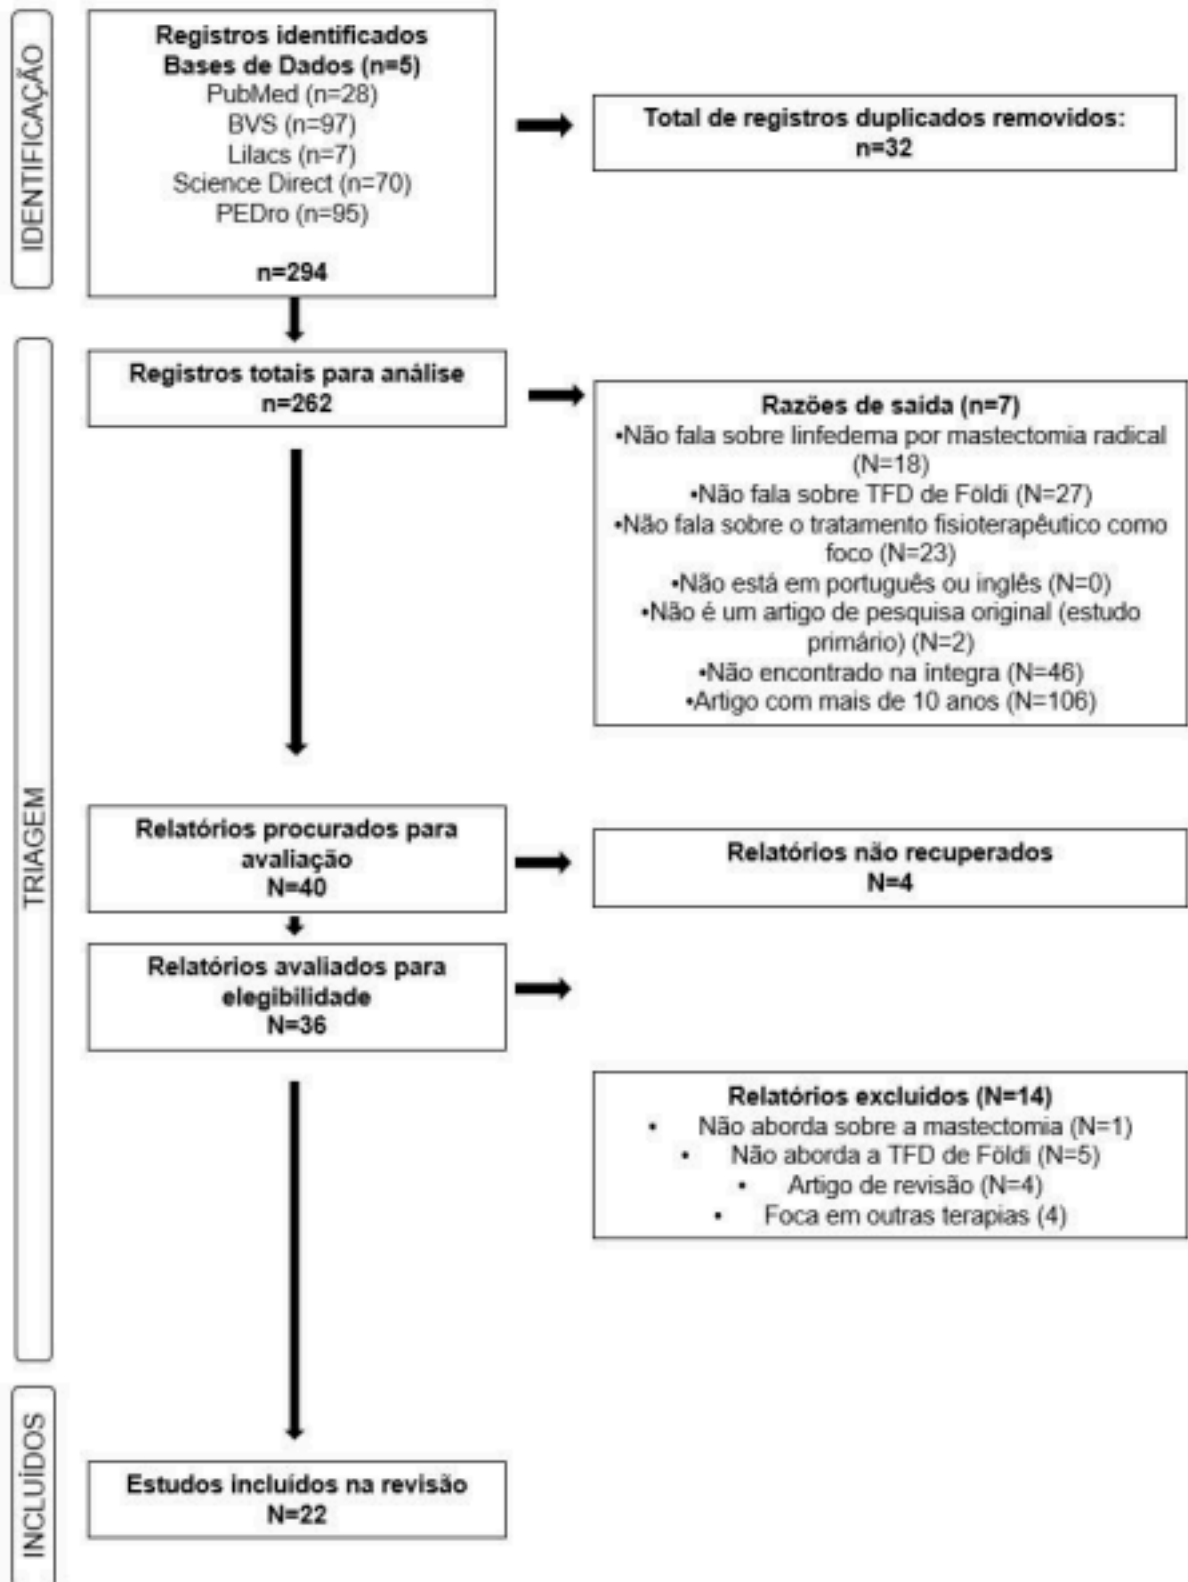 IDENTIFICAÇÃO
Registros identificados
Bases de Dados (n=5)
PubMed (n=28)
BVS (n=97)
Lilacs (n=7)
Science Direct (n=70)
PEDro (n=95)
n=294
Total de registros duplicados removidos:
n=32
TRIAGEM
Registros totais para análise
n=262
Razões de saída (n=7)
•Não fala sobre linfedema por mastectomia radical
(N=18)
•Não fala sobre TFD de Földi (N=27)
•Não fala sobre o tratamento fisioterapêutico como
foco (N=23)
•Não está em português ou inglês (N=0)
•Não é um artigo de pesquisa original (estudo
primário) (N=2)
•Não encontrado na íntegra (N=46)
•Artigo com mais de 10 anos (N=106)
Relatórios procurados para
avaliação
N=40
Relatórios não recuperados
N=4
Relatórios avaliados para
elegibilidade
N=36
Relatórios excluídos (N=14)
• Não aborda sobre a mastectomia (N=1)
• Não aborda a TFD de Földi (N=5)
• Artigo de revisão (N=4)
• Foca em outras terapias (4)
INCLUÍDOS
Estudos incluídos na revisão
N=22